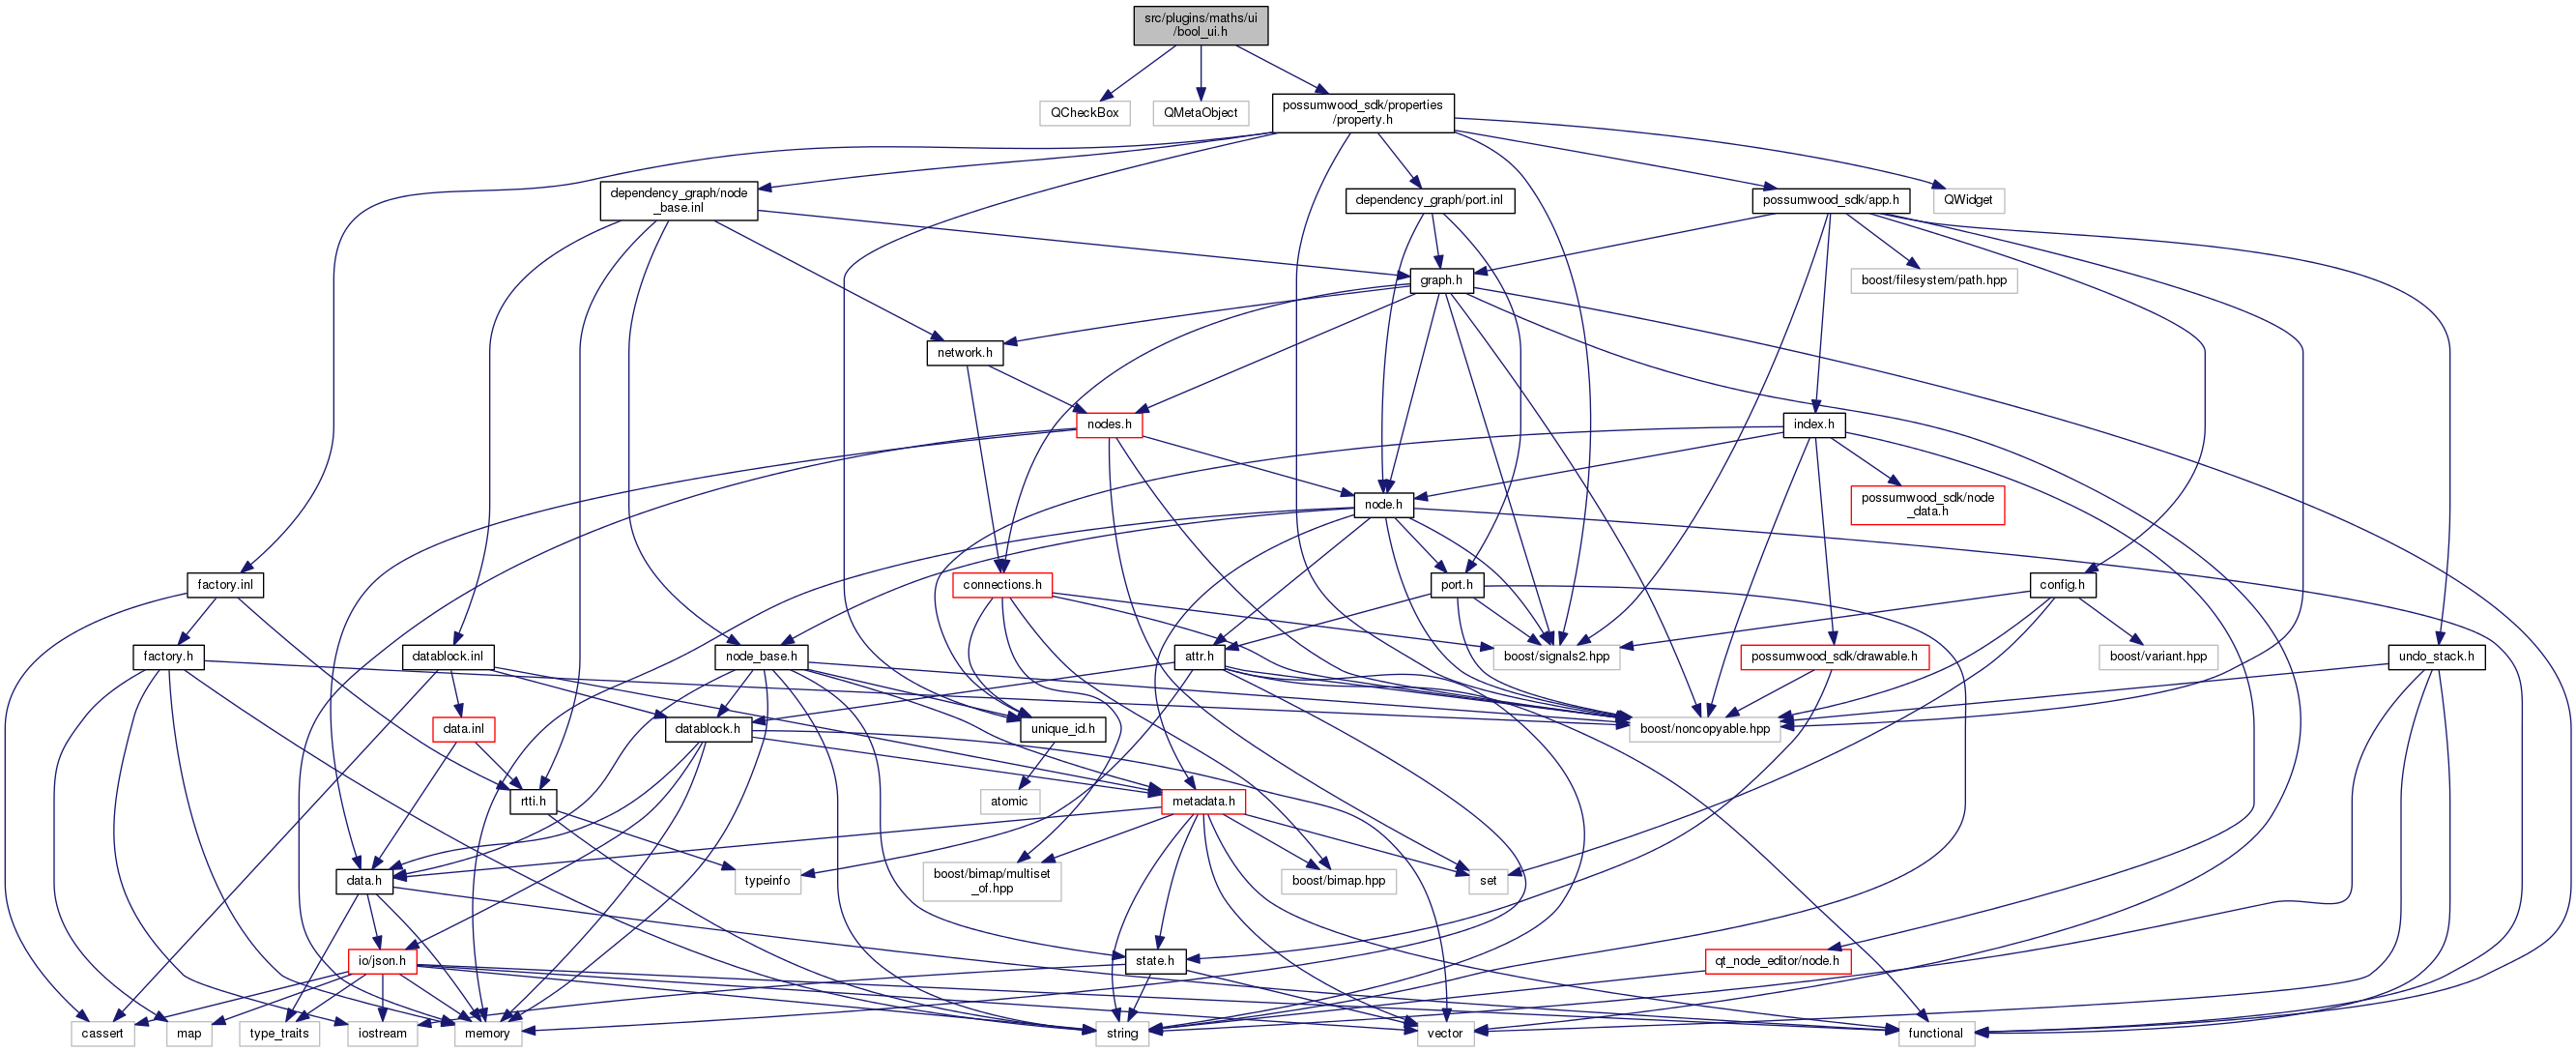 src/plugins/maths/ui
/bool_ui.h
QCheckBox
QMetaObject
possumwood_sdk/properties
/property.h
dependency_graph/node
_base.inl
dependency_graph/port.inl
possumwood_sdk/app.h
QWidget
graph.h
boost/filesystem/path.hpp
network.h
nodes.h
index.h
node.h
possumwood_sdk/node
_data.h
factory.inl
connections.h
port.h
config.h
factory.h
datablock.inl
node_base.h
attr.h
boost/signals2.hpp
possumwood_sdk/drawable.h
boost/variant.hpp
undo_stack.h
data.inl
datablock.h
unique_id.h
boost/noncopyable.hpp
rtti.h
atomic
metadata.h
data.h
typeinfo
boost/bimap/multiset
_of.hpp
boost/bimap.hpp
set
io/json.h
state.h
qt_node_editor/node.h
cassert
map
type_traits
iostream
memory
string
vector
functional